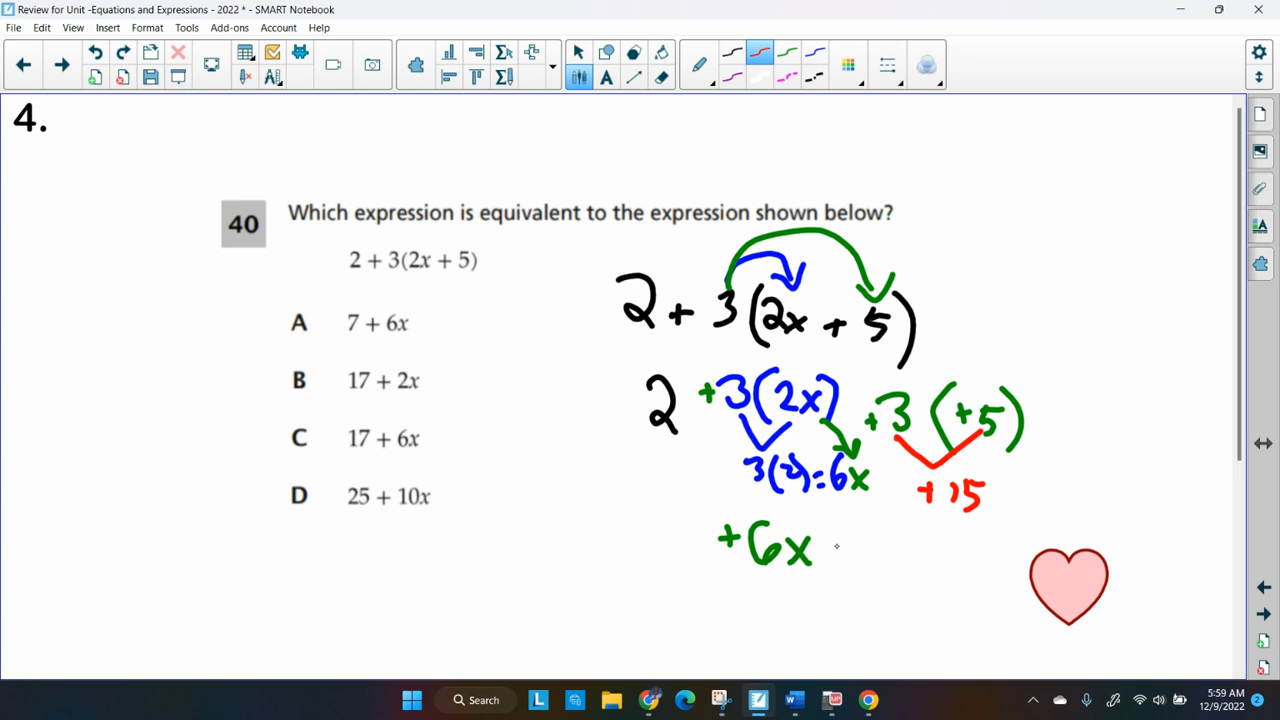 Review for Unit -Equations and Expressions - 2022 * - SMART Notebook
File Edit View Insert Format Tools Add-ons Account Help
4.
40 Which expression is equivalent to the expression shown below?
2 + 3(2x + 5)
A 7 + 6x
B 17 + 2x
C 17 + 6x
D 25 + 10x
2 + 3(2x + 5)
2 +3(2x) +3(+5)
3(2)=6x +15
+6x
Search
5:59 AM
12/9/2022
2